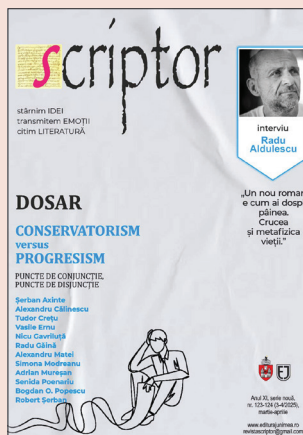 scriptor
stârnim IDEI
transmitem EMOȚII
citim LITERATURĂ
interviu
Radu
Aldulescu
„Un nou roman
e cum ai dospi
pâinea.
Crucea
și metafizica
vieții.”
DOSAR
CONSERVATORISM
versus
PROGRESISM
PUNCTE DE CONJUNCȚIE,
PUNCTE DE DISJUNCȚIE
Șerban Axinte
Alexandru Călinescu
Tudor Crețu
Vasile Ernu
Nicu Gavriluță
Radu Găină
Alexandru Matei
Simona Modreanu
Adrian Mureșan
Senida Poenariu
Bogdan O. Popescu
Robert Șerban
Anul XI, serie nouă,
nr. 123-124 (3-4/2025),
martie-aprilie
www.editurajunimea.ro
revistascriptor@gmail.com